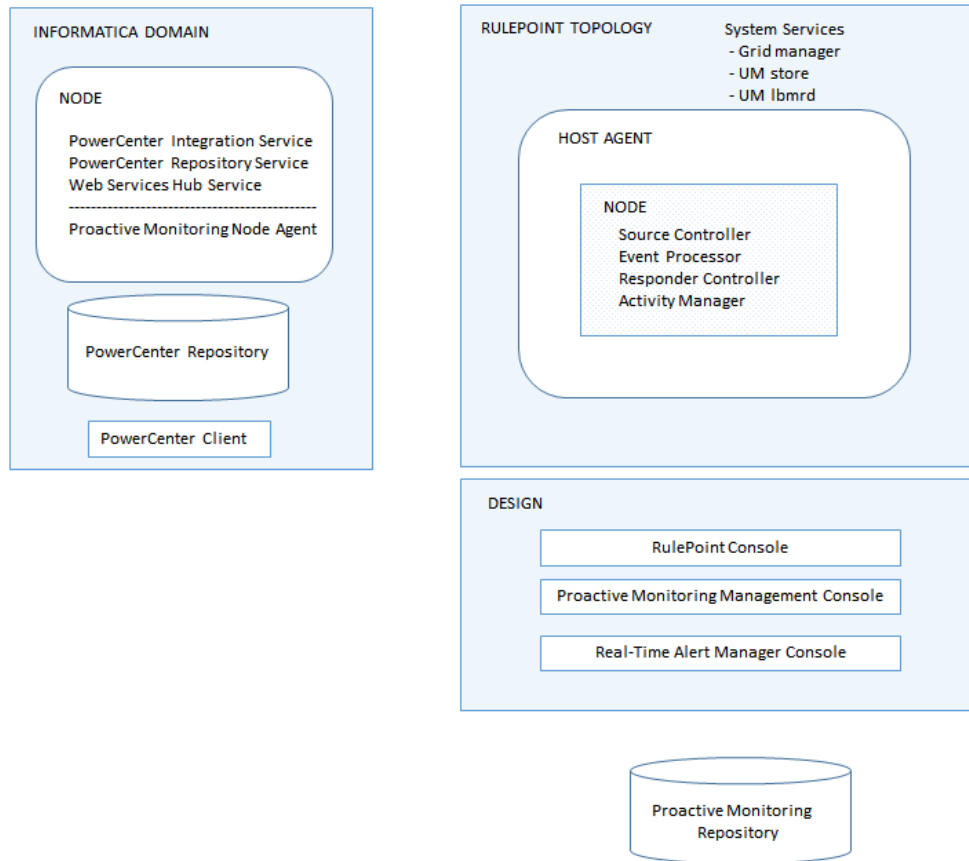 INFORMATICA DOMAIN
NODE
PowerCenter Integration Service
PowerCenter Repository Service
Web Services Hub Service
---------------------------------------------
Proactive Monitoring Node Agent
PowerCenter Repository
PowerCenter Client
RULEPOINT TOPOLOGY
System Services
- Grid manager
- UM store
- UM lbmrd
HOST AGENT
NODE
Source Controller
Event Processor
Responder Controller
Activity Manager
DESIGN
RulePoint Console
Proactive Monitoring Management Console
Real-Time Alert Manager Console
Proactive Monitoring
Repository